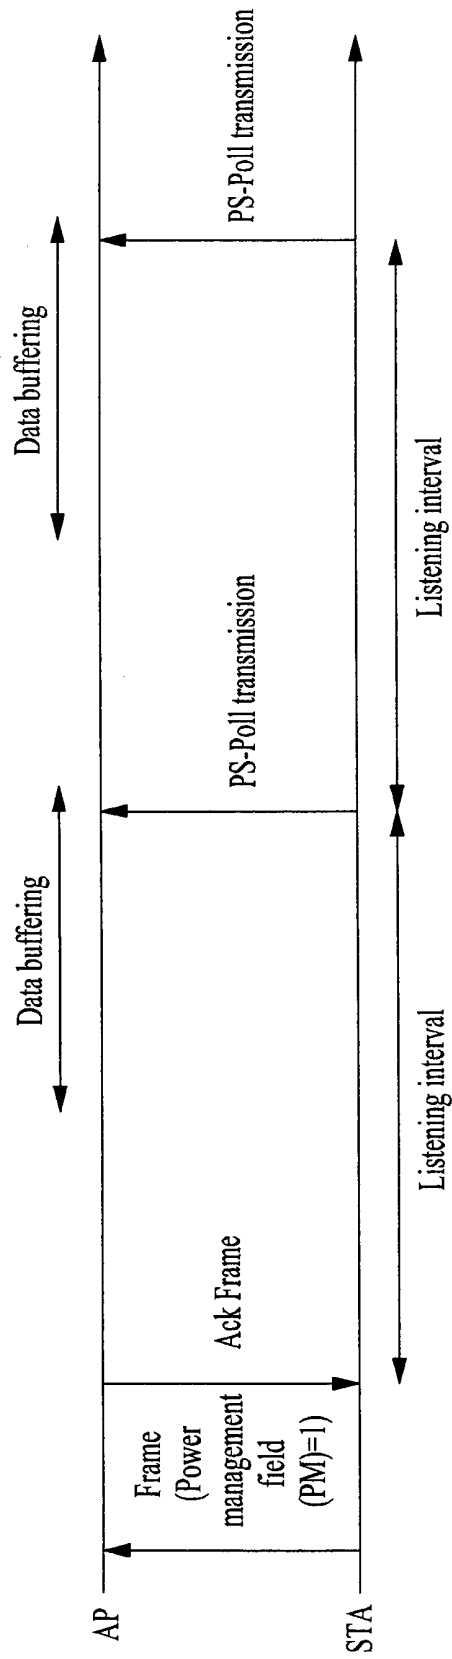 AP
STA
Frame
(Power
management
field
(PM)=1)
Ack Frame
Data buffering
Listening interval
PS-Poll transmission
Data buffering
Listening interval
PS-Poll transmission